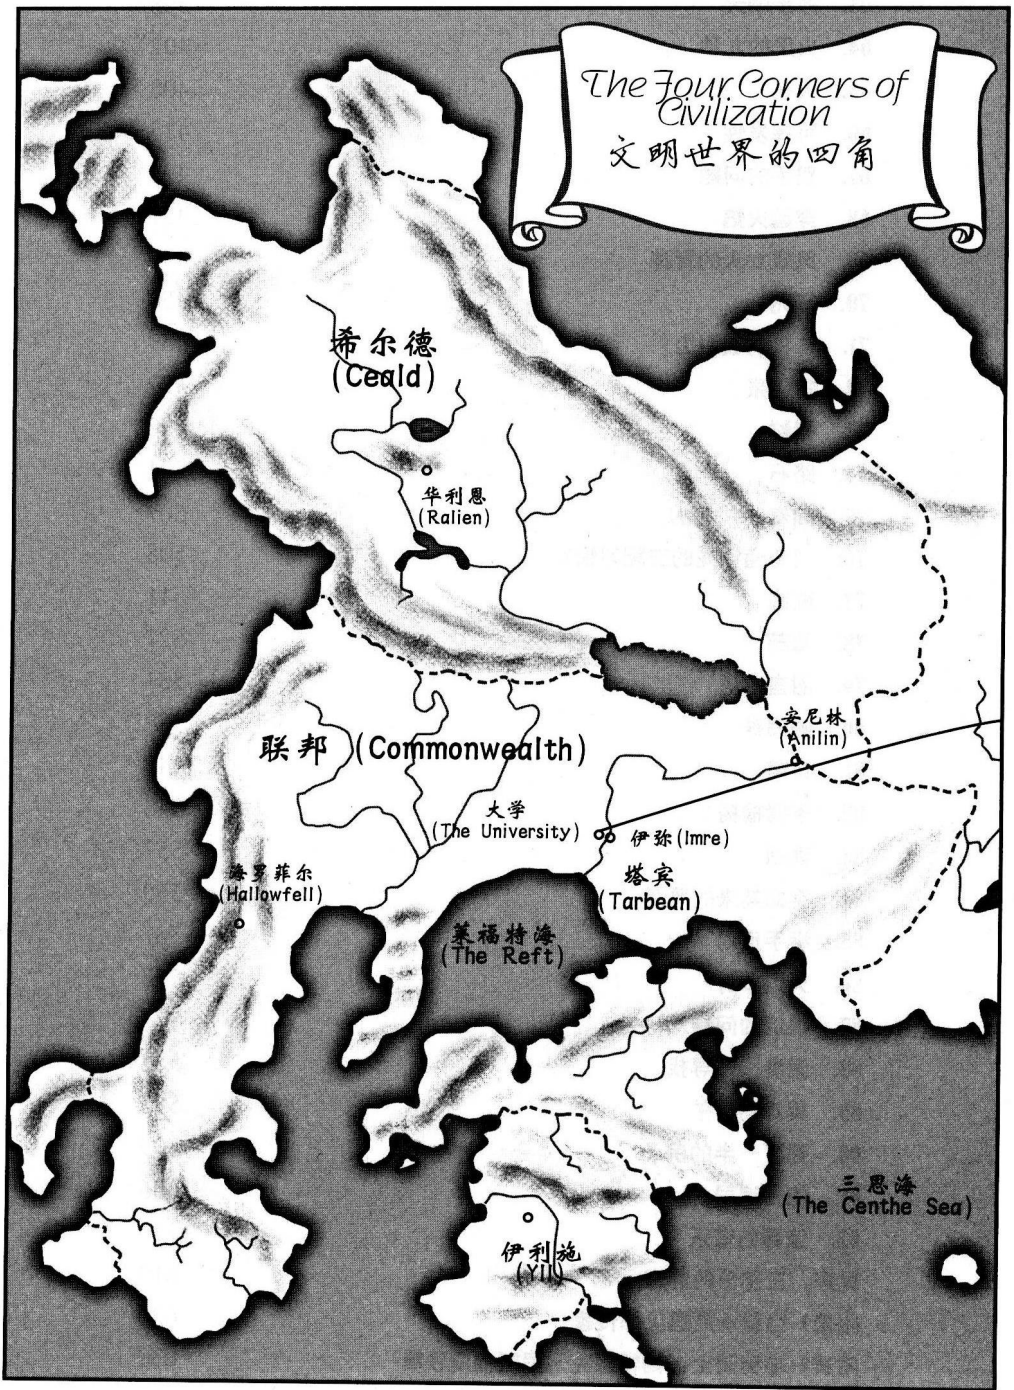 The Four Corners of
Civilization
文明世界的四角
希尔德
(Ceald)
华利恩
(Ralien)
安尼林
(Anilin)
联邦 (Commonwealth)
大学
(The University)
伊弥 (Imre)
塔宾
(Tarbean)
海罗菲尔
(Hallowfell)
莱福特海
(The Reft)
三思海
(The Centhe Sea)
伊利施
(Yll)